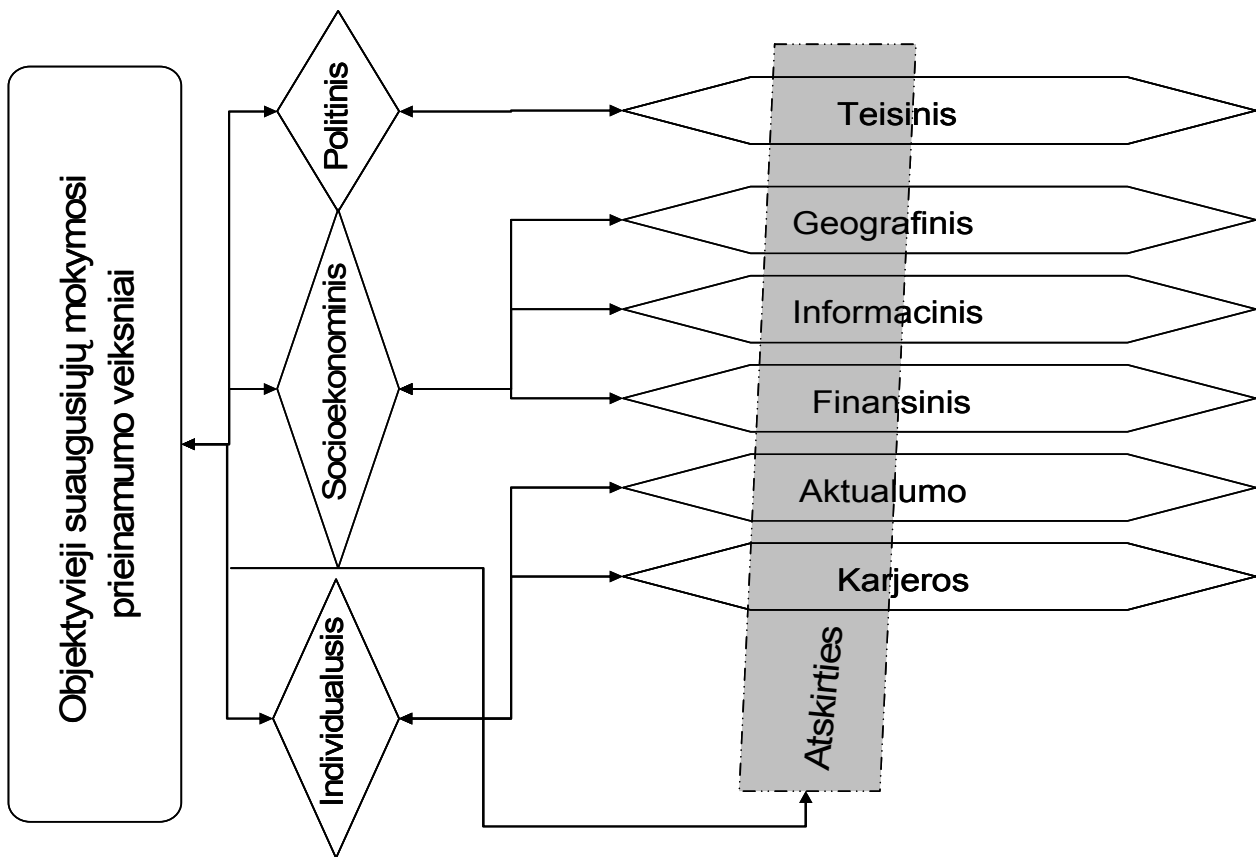 Objektyvieji suaugusiųjų mokymosi
prieinamumo veiksniai
Politinis
Socioekonominis
Individualusis
Teisinis
Geografinis
Informacinis
Finansinis
Aktualumo
Karjeros
Atskirties